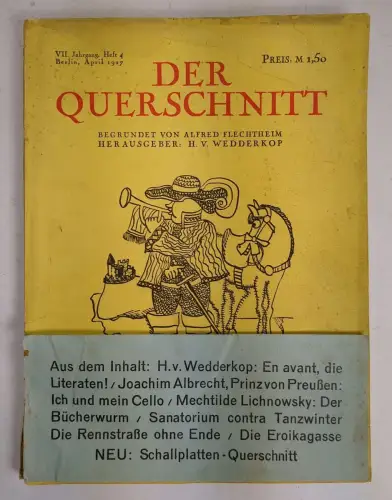 VII. Jahrgang, Heft 4
Berlin, April 1927
PREIS. M 1,50
DER
QUERSCHNITT
BEGRÜNDET VON ALFRED FLECHTHEIM
HERAUSGEBER: H. V. WEDDERKOP
Aus dem Inhalt: H. v. Wedderkop: En avant, die
Literaten! / Joachim Albrecht, Prinz von Preußen:
Ich und mein Cello / Mechtilde Lichnowsky: Der
Bücherwurm / Sanatorium contra Tanzwinter
Die Rennstraße ohne Ende / Die Eroikagasse
NEU: Schallplatten-Querschnitt